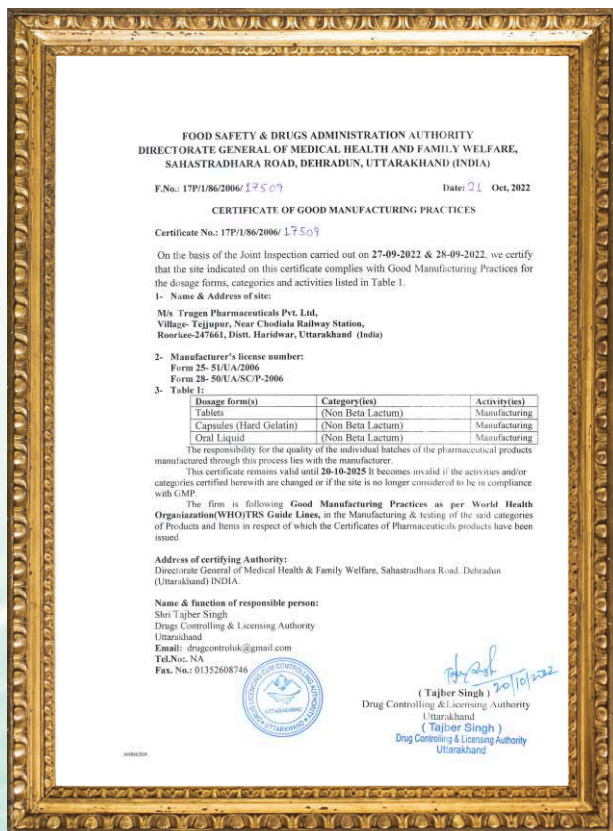 FOOD SAFETY & DRUGS ADMINISTRATION AUTHORITY
DIRECTORATE GENERAL OF MEDICAL HEALTH AND FAMILY WELFARE,
SAHASTRADHARA ROAD, DEHRADUN, UTTARAKHAND (INDIA)
F.No.: 17P/1/86/2006/ 17509 Date: 21 Oct, 2022
CERTIFICATE OF GOOD MANUFACTURING PRACTICES
Certificate No.: 17P/1/86/2006/ 17509
On the basis of the Joint Inspection carried out on 27-09-2022 & 28-09-2022, we certify
that the site indicated on this certificate complies with Good Manufacturing Practices for
the dosage forms, categories and activities listed in Table 1.
1- Name & Address of site:
M/s Trugen Pharmaceuticals Pvt. Ltd,
Village- Tejjupur, Near Chodiala Railway Station,
Roorkee-247661, Distt. Haridwar, Uttarakhand (India)
2- Manufacturer's license number:
Form 25- 51/UA/2006
Form 28- 50/UA/SC/P-2006
3- Table 1:
Dosage form(s) Category(ies) Activity(ies)
Tablets (Non Beta Lactum) Manufacturing
Capsules (Hard Gelatin) (Non Beta Lactum) Manufacturing
Oral Liquid (Non Beta Lactum) Manufacturing
The responsibility for the quality of the individual batches of the pharmaceutical products
manufactured through this process lies with the manufacturer.
This certificate remains valid until 20-10-2025 It becomes invalid if the activities and/or
categories certified herewith are changed or if the site is no longer considered to be in compliance
with GMP.
The firm is following Good Manufacturing Practices as per World Health
Organiazation(WHO)TRS Guide Lines, in the Manufacturing & testing of the said categories
of Products and Items in respect of which the Certificates of Pharmaceuticals products have been
issued
Address of certifying Authority:
Directorate General of Medical Health & Family Welfare, Sahastradhara Road, Dehradun
(Uttarakhand) INDIA.
Name & function of responsible person:
Shri Tajber Singh
Drugs Controlling & Licensing Authority
Uttarakhand
Email: drugcontroluk@gmail.com
Tel.No:. NA
Fax. No.: 01352608746
DRUG LICENSING CUM CONTROLLING AUTHORITY
UTTARAKHAND
UTTARAKHAND
Tajber Singh
20/10/2022
( Tajber Singh )
Drug Controlling & Licensing Authority
Uttarakhand
( Tajber Singh )
Drug Controlling & Licensing Authority
Uttarakhand